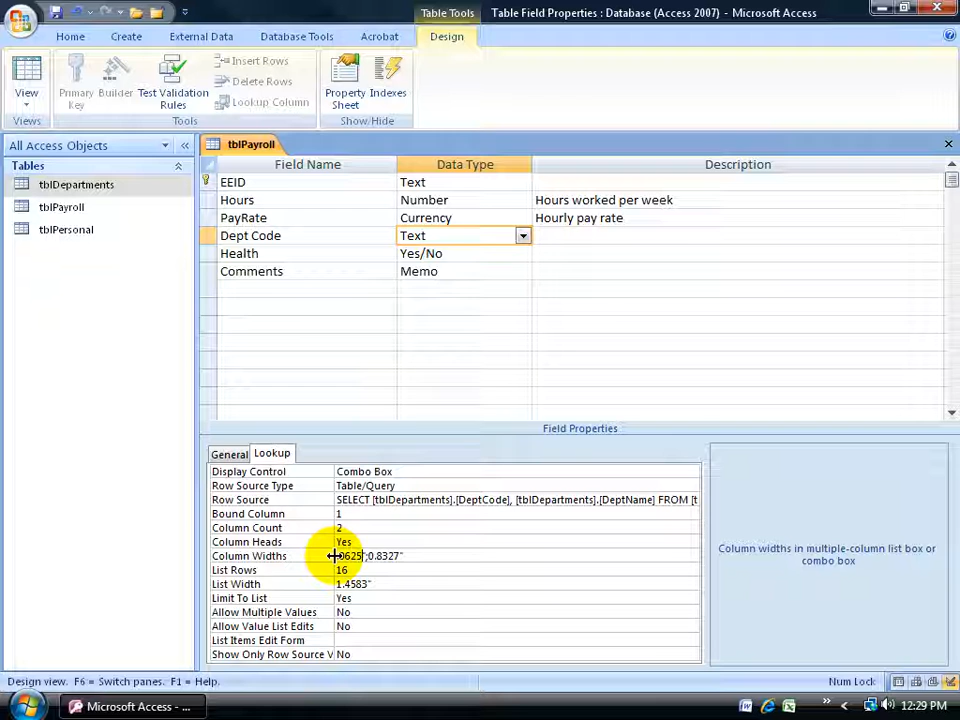 Table Tools
Table Field Properties : Database (Access 2007) - Microsoft Access
Home
Create
External Data
Database Tools
Acrobat
Design
View
Primary Key
Builder
Test Validation Rules
Insert Rows
Delete Rows
Lookup Column
Property Sheet
Indexes
Views
Tools
Show/Hide
All Access Objects
Tables
tblDepartments
tblPayroll
tblPersonal
tblPayroll
Field Name Data Type Description
EEID Text
Hours Number Hours worked per week
PayRate Currency Hourly pay rate
Dept Code Text
Health Yes/No
Comments Memo
Field Properties
General Lookup
Display Control Combo Box
Row Source Type Table/Query
Row Source SELECT [tblDepartments].[DeptCode], [tblDepartments].[DeptName] FROM [t
Bound Column 1
Column Count 2
Column Heads Yes
Column Widths 0625";0.8327"
List Rows 16
List Width 1.4583"
Limit To List Yes
Allow Multiple Values No
Allow Value List Edits No
List Items Edit Form
Show Only Row Source V No
Column widths in multiple-column list box or combo box
Design view. F6 = Switch panes. F1 = Help.
Num Lock
Microsoft Access - ...
12:29 PM